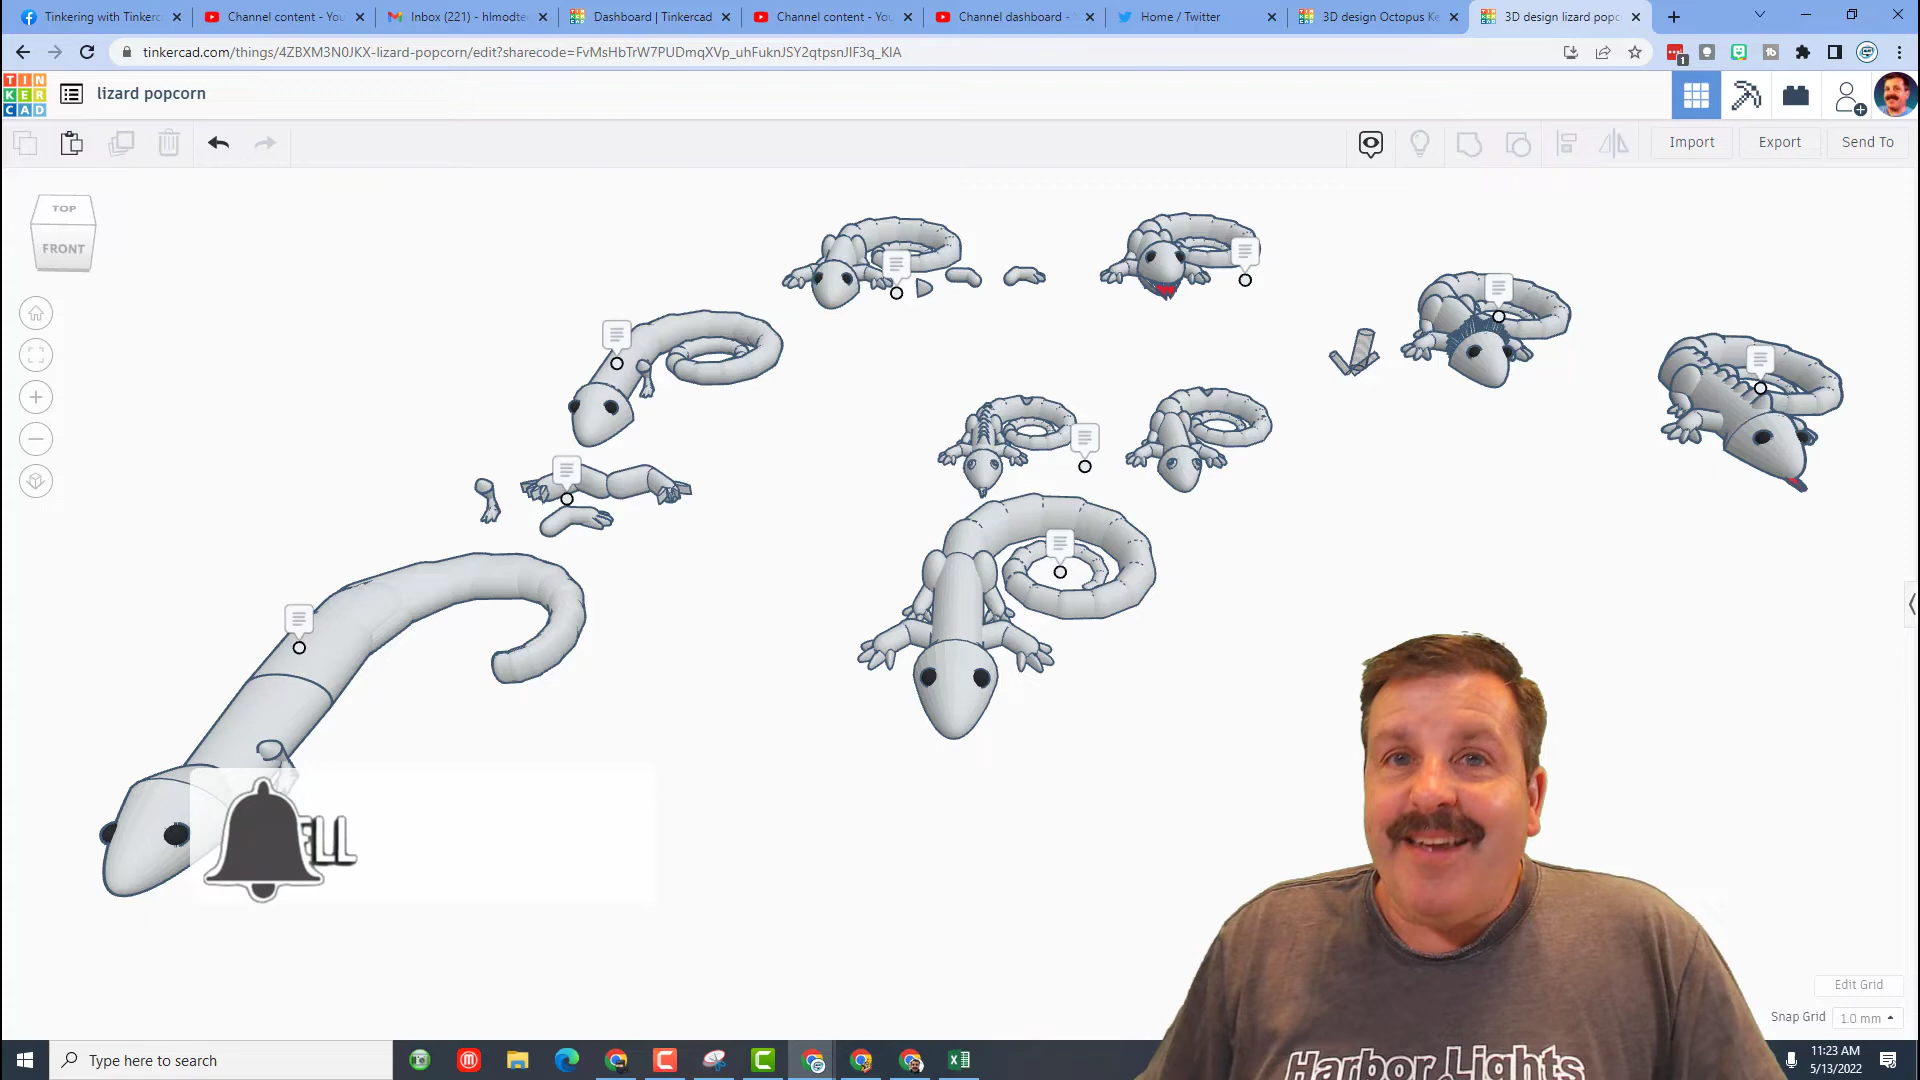 Tinkering with Tinkerc
Channel content - You
Inbox (221) - hlmodte
Dashboard | Tinkercad
Channel content - You
Channel dashboard -
Home / Twitter
3D design Octopus Ke
3D design lizard popc
tinkercad.com/things/4ZBXM3N0JKX-lizard-popcorn/edit?sharecode=FvMsHbTrW7PUDmqXVp_uhFuknJSY2qtpsnJIF3q_KIA
1
TIN
KER
CAD
lizard popcorn
Import
Export
Send To
TOP
FRONT
ELL
Edit Grid
Snap Grid
1.0 mm
Harbor Lights
Type here to search
11:23 AM
5/13/2022